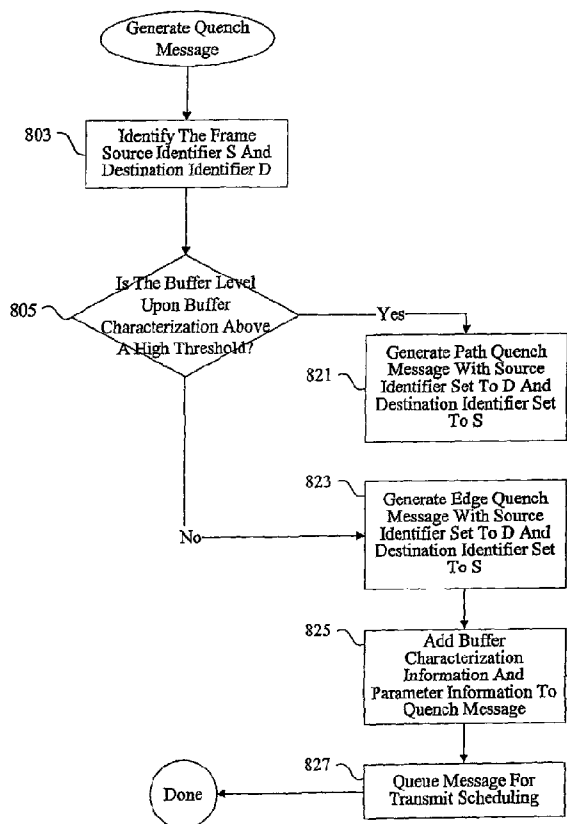 Generate Quench
Message
803
Identify The Frame
Source Identifier S And
Destination Identifier D
805
Is The Buffer Level
Upon Buffer
Characterization Above
A High Threshold?
Yes
821
Generate Path Quench
Message With Source
Identifier Set To D And
Destination Identifier Set
To S
823
No
Generate Edge Quench
Message With Source
Identifier Set To D And
Destination Identifier Set
To S
825
Add Buffer
Characterization
Information And
Parameter Information To
Quench Message
827
Queue Message For
Transmit Scheduling
Done